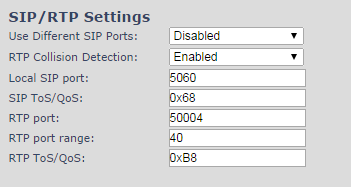 SIP/RTP Settings
Use Different SIP Ports: Disabled
RTP Collision Detection: Enabled
Local SIP port: 5060
SIP ToS/QoS: 0x68
RTP port: 50004
RTP port range: 40
RTP ToS/QoS: 0xB8